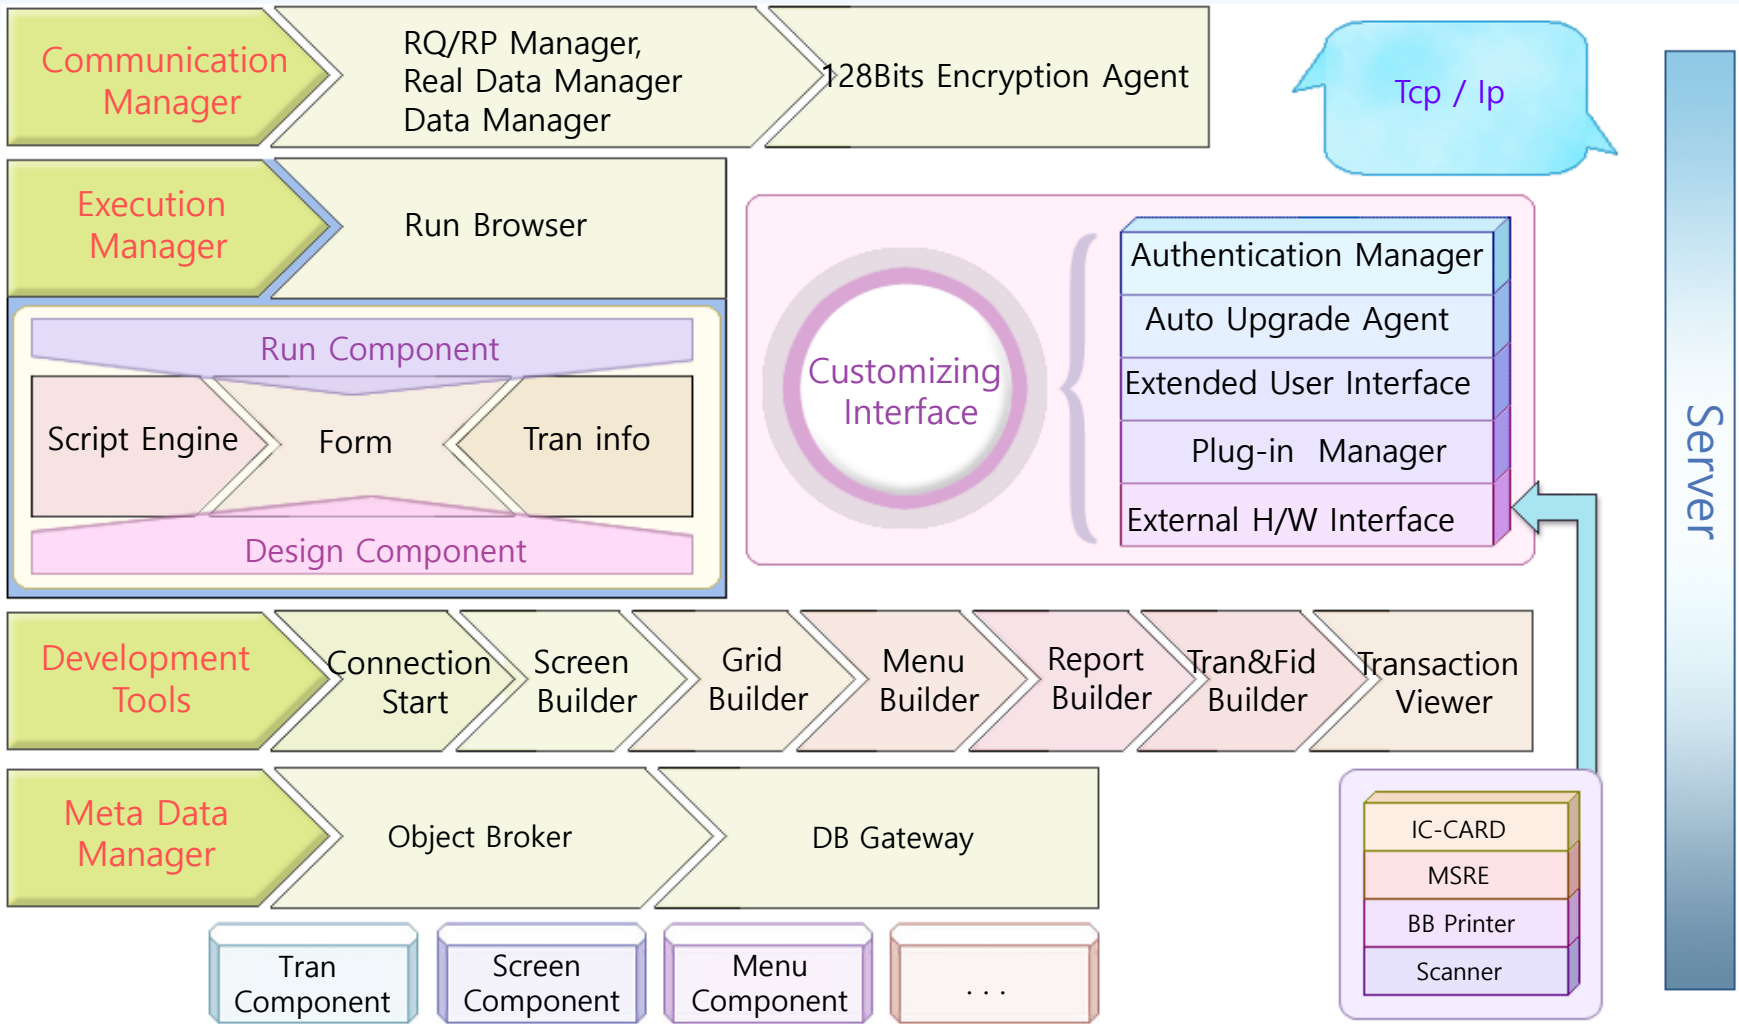 Communication
Manager
RQ/RP Manager,
Real Data Manager
Data Manager
128Bits Encryption Agent
Tcp / Ip
Execution
Manager
Run Browser
Run Component
Script Engine
Form
Tran info
Design Component
Customizing
Interface
Authentication Manager
Auto Upgrade Agent
Extended User Interface
Plug-in Manager
External H/W Interface
Server
Development
Tools
Connection
Start
Screen
Builder
Grid
Builder
Menu
Builder
Report
Builder
Tran&Fid
Builder
Transaction
Viewer
Meta Data
Manager
Object Broker
DB Gateway
IC-CARD
MSRE
BB Printer
Scanner
Tran
Component
Screen
Component
Menu
Component
. . .